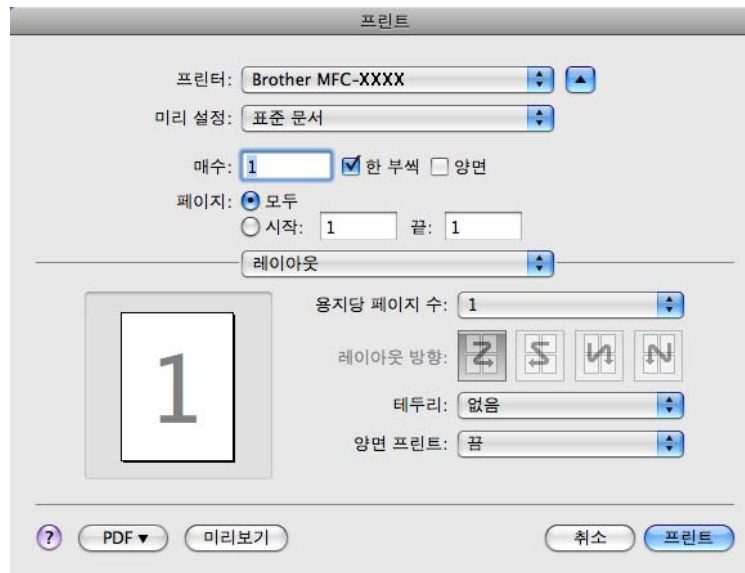 프린트
프린터: Brother MFC-XXXX
미리 설정: 표준 문서
매수: 1 한 부씩 양면
페이지: 모두
시작: 1 끝: 1
레이아웃
용지당 페이지 수: 1
레이아웃 방향:
테두리: 없음
양면 프린트: 끔
1
? PDF▼ 미리보기 취소 프린트